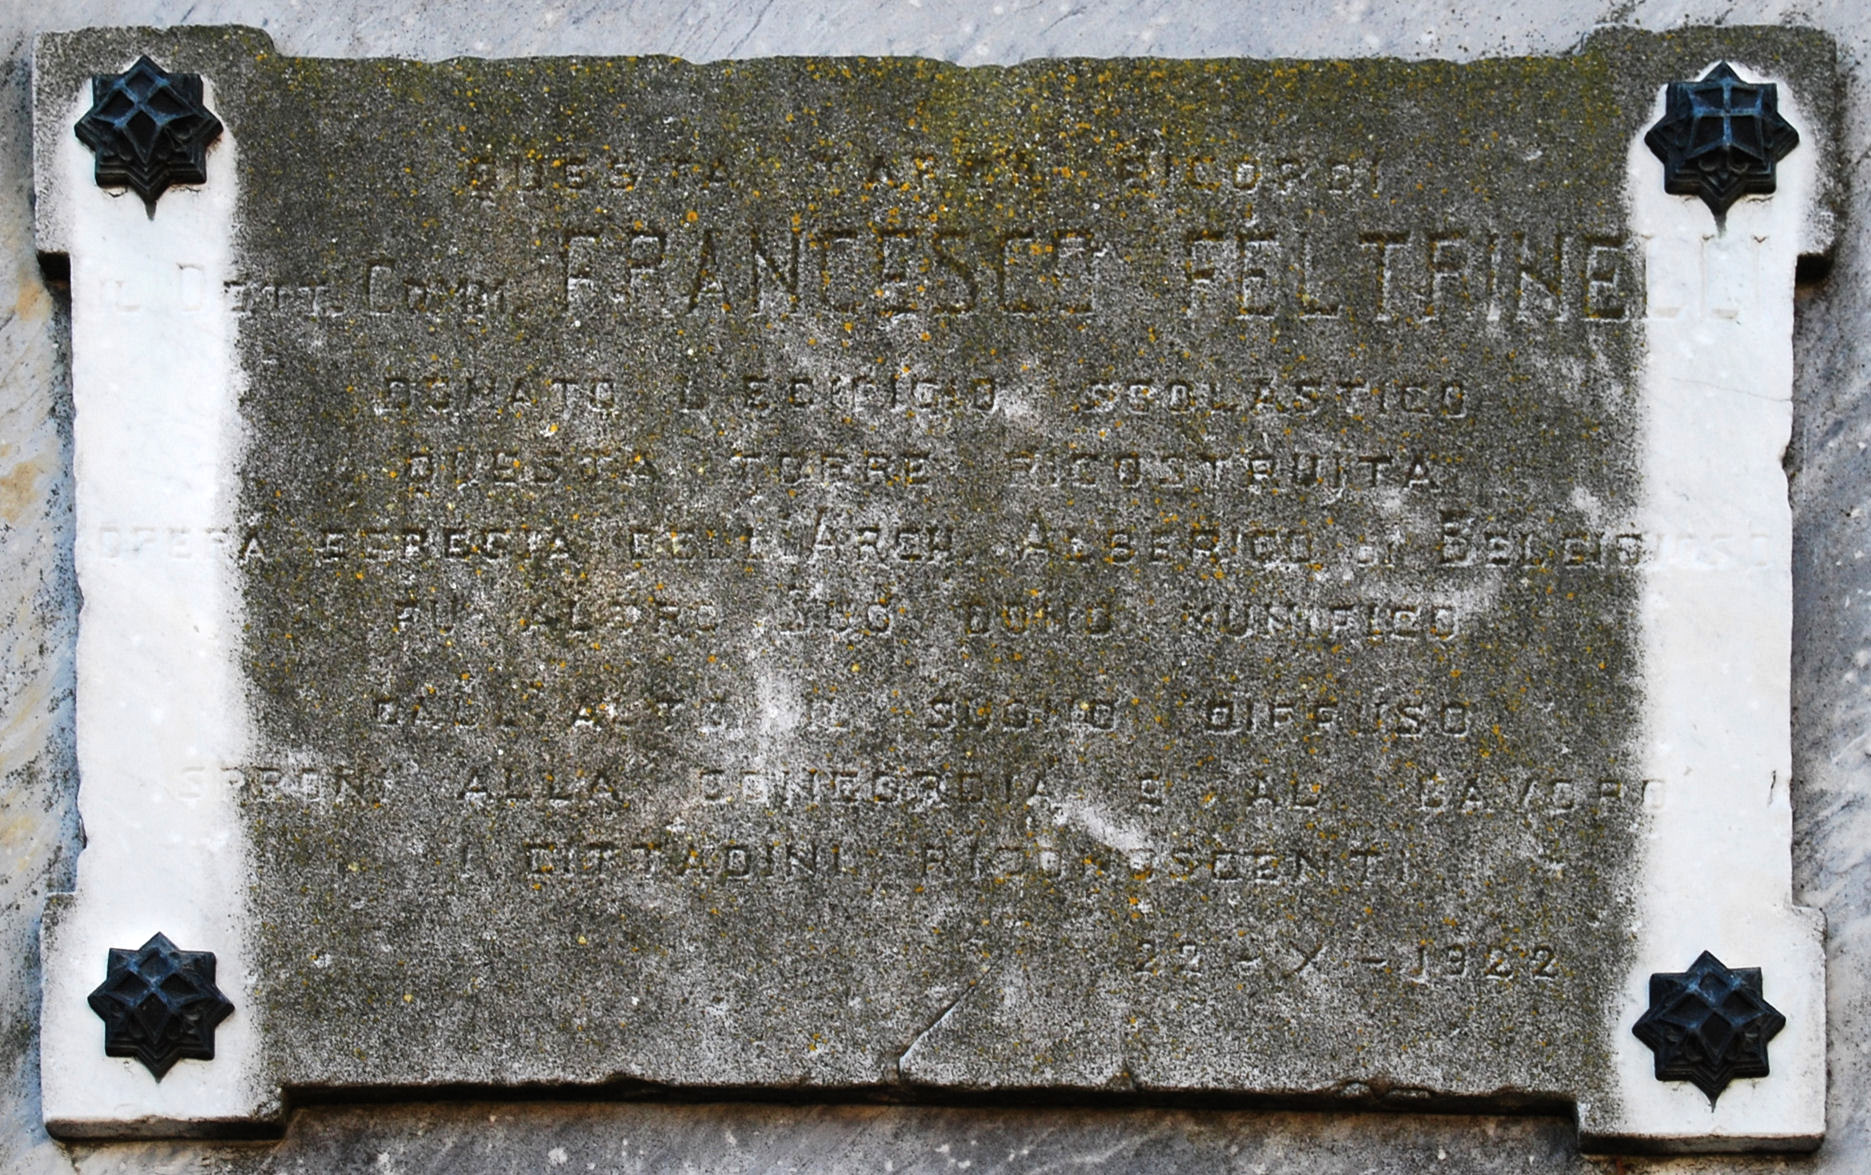 QUESTA MARMO RICORDI
IL DOTT. COMM. FRANCESCO FELTRINELLI
DONATO L'EDIFICIO SCOLASTICO
QUESTA TORRE RICOSTRUITA
OPERA EGREGIA DELL'ARCH. ALBERICO DI BELGIOIOSO
FU ALTRO SUO DONO MUNIFICO
DALL'ALTO IL SUONO DIFFUSO
SPRONI ALLA CONCORDIA E AL LAVORO
I CITTADINI RICONOSCENTI
22-X-1922